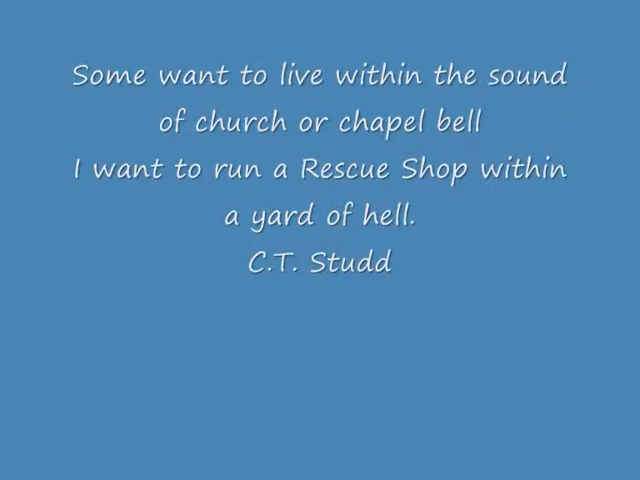 Some want to live within the sound
of church or chapel bell
I want to run a Rescue Shop within
a yard of hell.
C.T. Studd